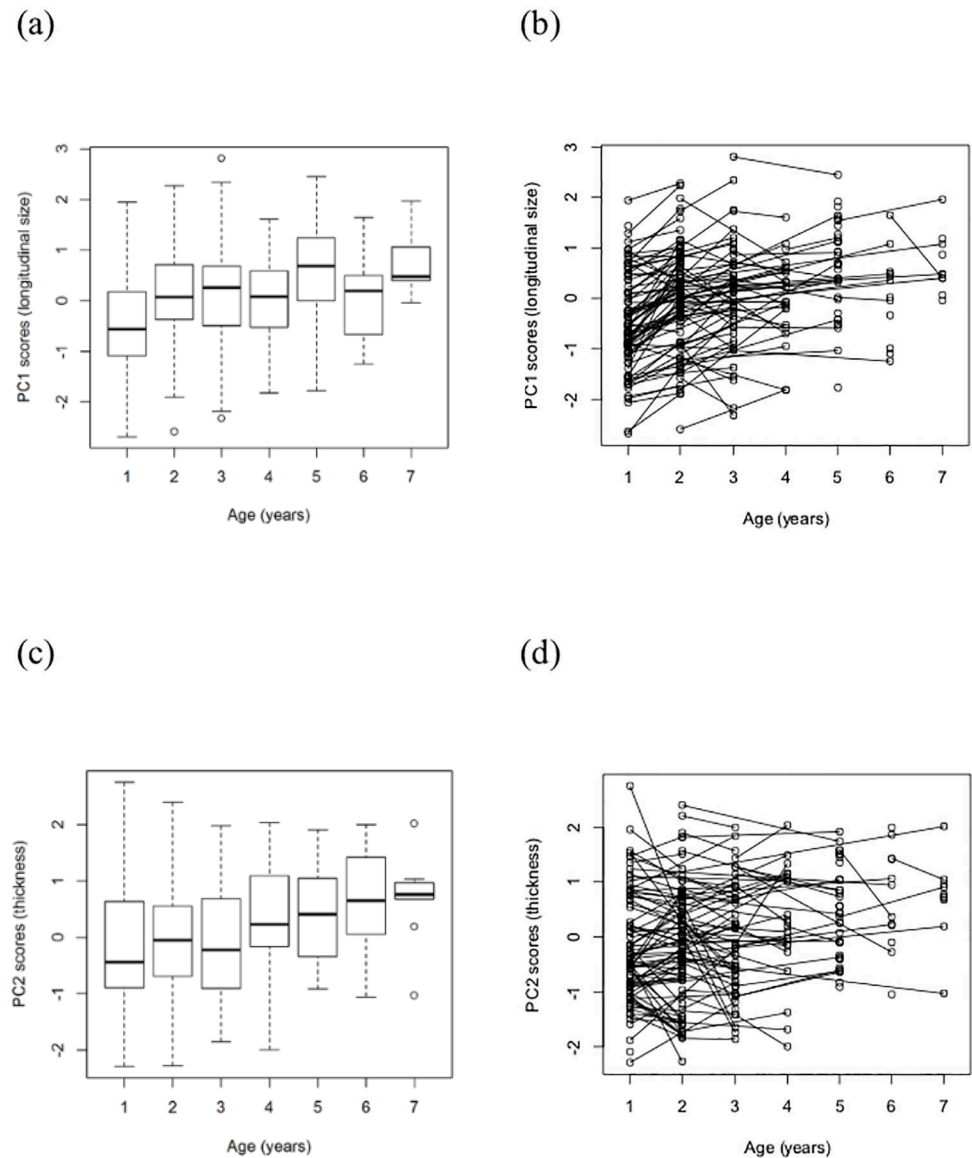 (a)
(b)
PC1 scores (longitudinal size)
3
2
1
0
-1
-2
1 2 3 4 5 6 7
Age (years)
PC1 scores (longitudinal size)
3
2
1
0
-1
-2
1 2 3 4 5 6 7
Age (years)
(c)
(d)
PC2 scores (thickness)
2
1
0
-1
-2
1 2 3 4 5 6 7
Age (years)
PC2 scores (thickness)
2
1
0
-1
-2
1 2 3 4 5 6 7
Age (years)